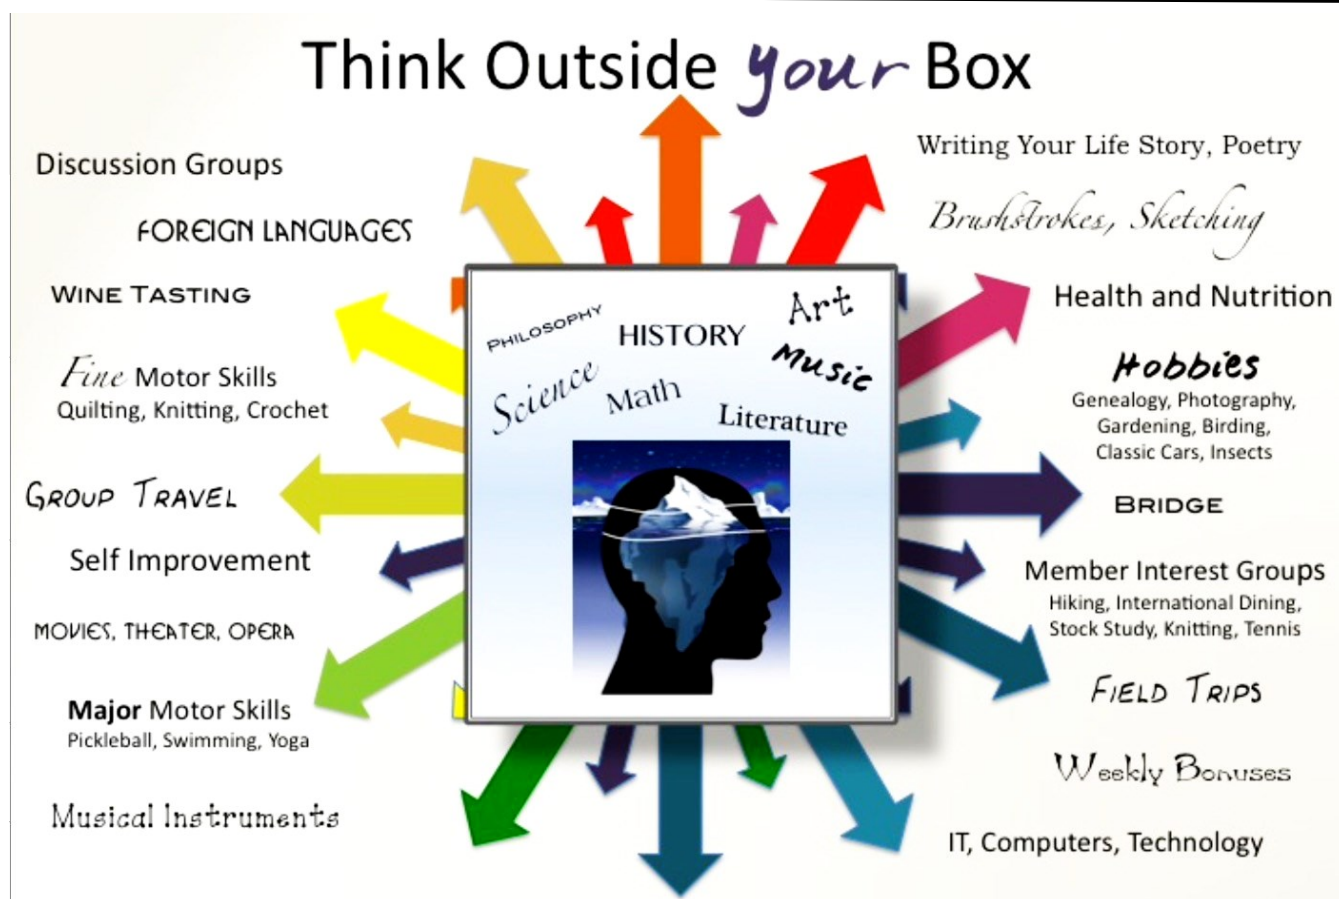 Think Outside your Box
Discussion Groups
FOREIGN LANGUAGES
WINE TASTING
Fine Motor Skills
Quilting, Knitting, Crochet
GROUP TRAVEL
Self Improvement
MOVIES, THEATER, OPERA
Major Motor Skills
Pickleball, Swimming, Yoga
Musical Instruments
PHILOSOPHY
HISTORY
Art
Science
Math
Music
Literature
Writing Your Life Story, Poetry
Brushstrokes, Sketching
Health and Nutrition
Hobbies
Genealogy, Photography,
Gardening, Birding,
Classic Cars, Insects
BRIDGE
Member Interest Groups
Hiking, International Dining,
Stock Study, Knitting, Tennis
FIELD TRIPS
Weekly Bonuses
IT, Computers, Technology